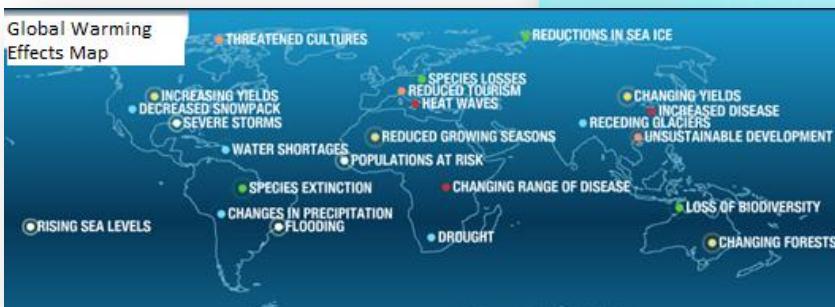 Global Warming
Effects Map
THREATENED CULTURES
REDUCTIONS IN SEA ICE
SPECIES LOSSES
REDUCED TOURISM
HEAT WAVES
INCREASING YIELDS
DECREASED SNOWPACK
SEVERE STORMS
CHANGING YIELDS
INCREASED DISEASE
RECEDING GLACIERS
UNSUSTAINABLE DEVELOPMENT
REDUCED GROWING SEASONS
WATER SHORTAGES
POPULATIONS AT RISK
SPECIES EXTINCTION
CHANGING RANGE OF DISEASE
LOSS OF BIODIVERSITY
CHANGES IN PRECIPITATION
RISING SEA LEVELS
FLOODING
DROUGHT
CHANGING FORESTS